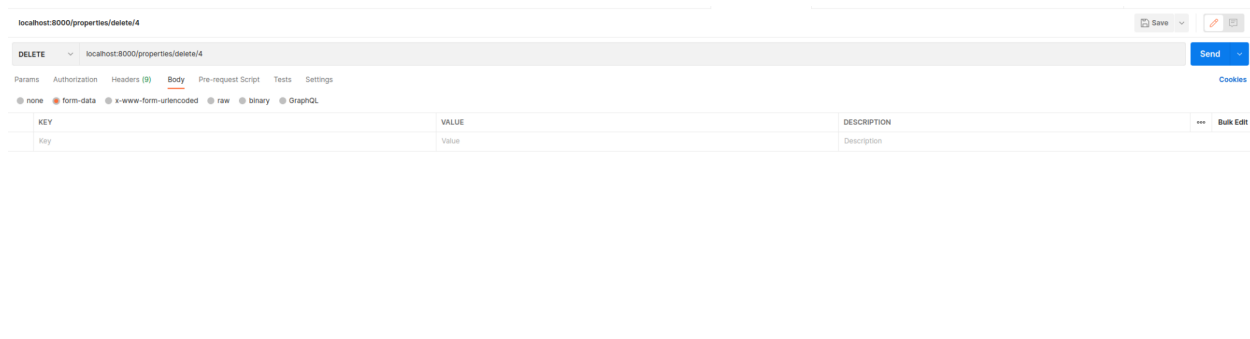 localhost:8000/properties/delete/4 Save
DELETE localhost:8000/properties/delete/4 Send
Params Authorization Headers (9) Body Pre-request Script Tests Settings Cookies
none form-data x-www-form-urlencoded raw binary GraphQL
KEY VALUE DESCRIPTION Bulk Edit
Key Value Description